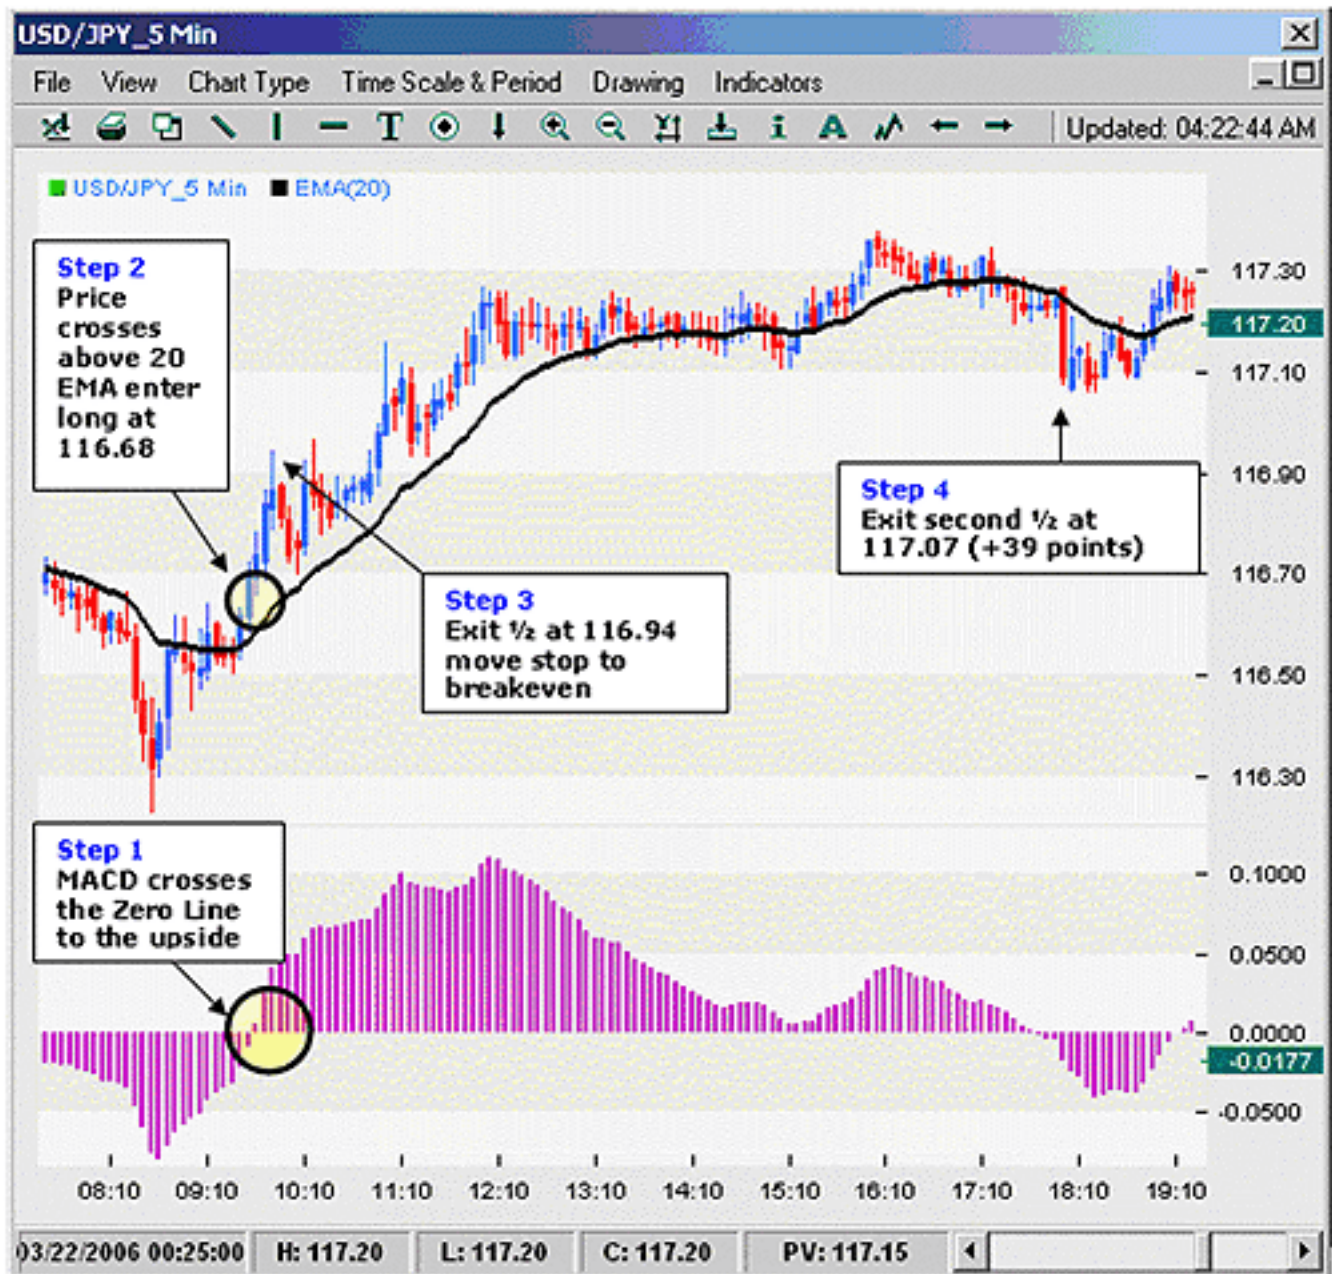 USD/JPY_5 Min
File View Chart Type Time Scale & Period Drawing Indicators
T i A Updated: 04:22:44 AM
USD/JPY_5 Min EMA(20)
Step 2
Price
crosses
above 20
EMA enter
long at
116.68
117.30
117.20
117.10
116.90
116.70
116.50
116.30
Step 4
Exit second ½ at
117.07 (+39 points)
Step 3
Exit ½ at 116.94
move stop to
breakeven
Step 1
MACD crosses
the Zero Line
to the upside
0.1000
0.0500
0.0000
-0.0177
-0.0500
08:10 09:10 10:10 11:10 12:10 13:10 14:10 15:10 16:10 17:10 18:10 19:10
03/22/2006 00:25:00 H: 117.20 L: 117.20 C: 117.20 PV: 117.15